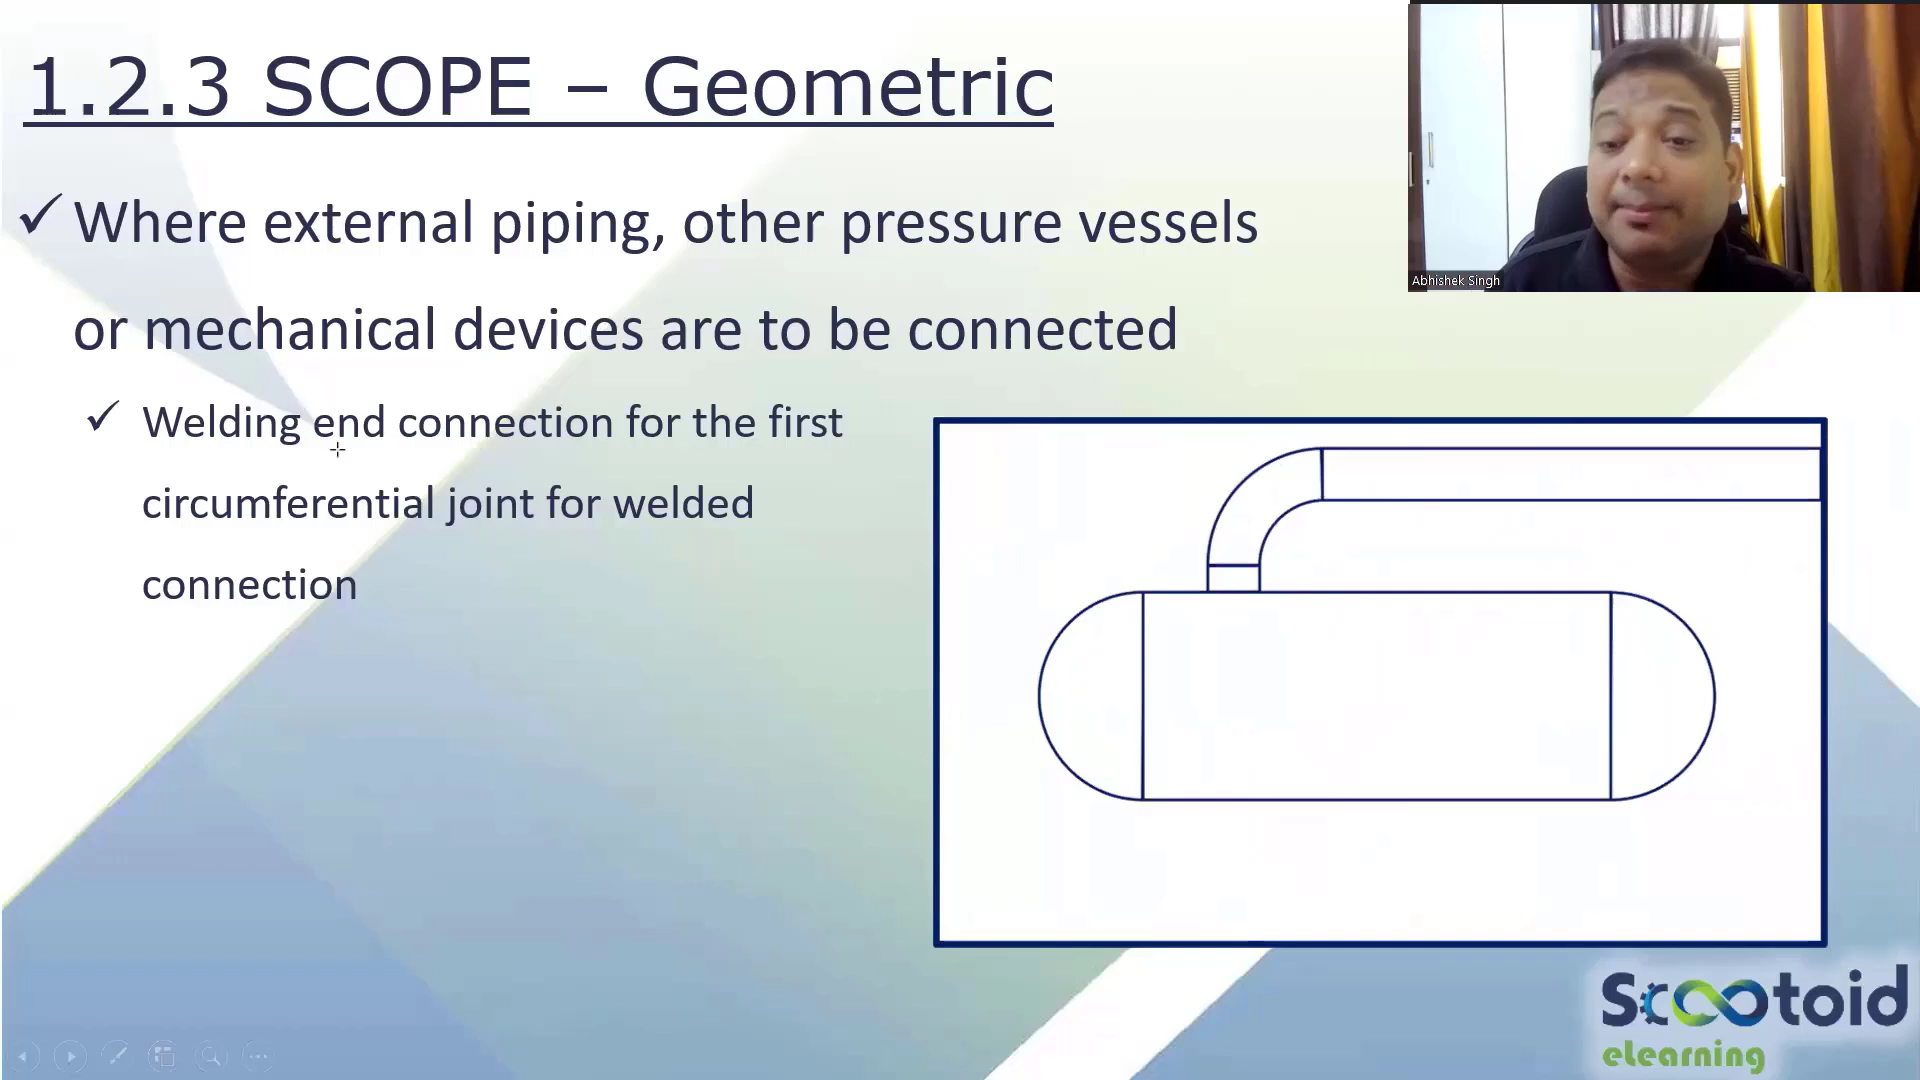 1.2.3 SCOPE – Geometric
✓ Where external piping, other pressure vessels
or mechanical devices are to be connected
✓ Welding end connection for the first
circumferential joint for welded
connection
Abhishek Singh
Scootoid
elearning